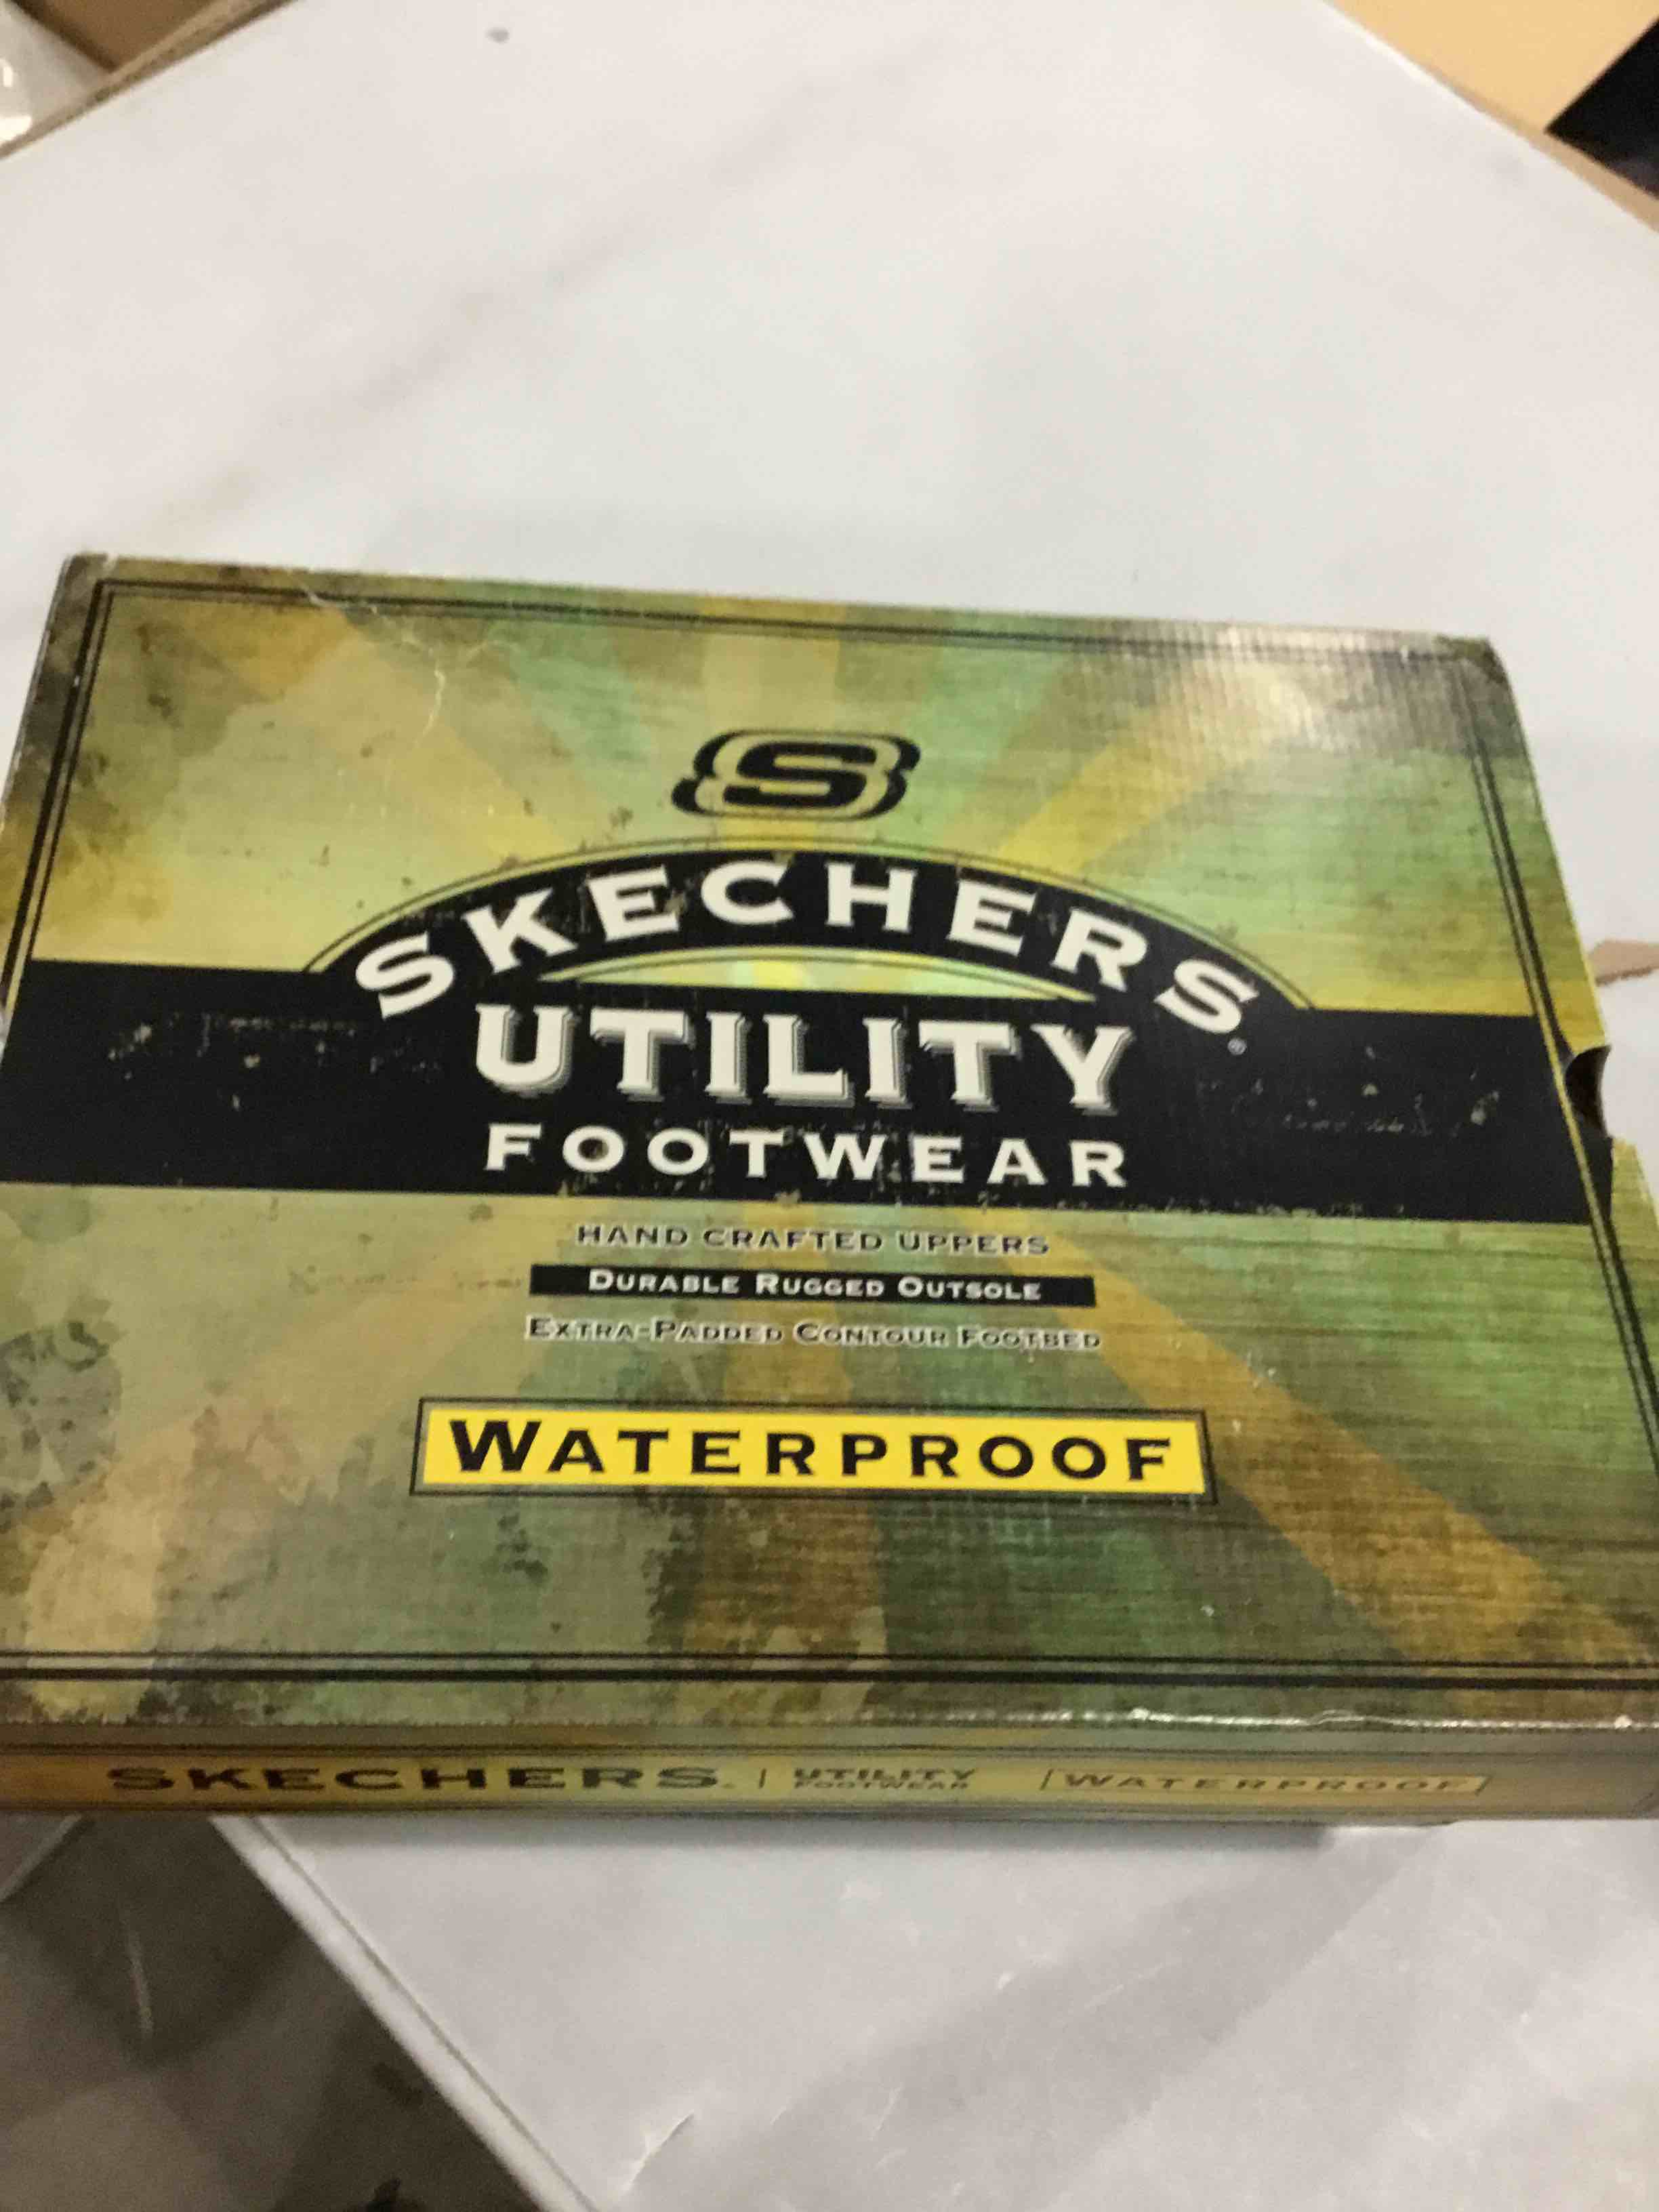 S
SKECHERS®
UTILITY
FOOTWEAR
HAND CRAFTED UPPERS
DURABLE RUGGED OUTSOLE
EXTRA-PADDED CONTOUR FOOTBED
WATERPROOF
SKECHERS. | UTILITY FOOTWEAR | WATERPROOF